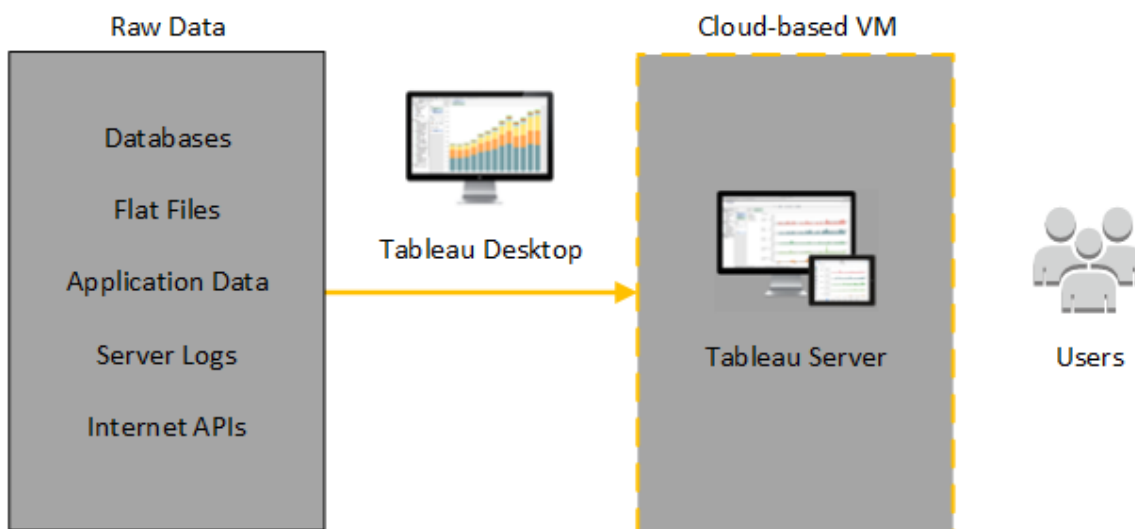 Raw Data
Databases
Flat Files
Application Data
Server Logs
Internet APIs
Tableau Desktop
Cloud-based VM
Tableau Server
Users